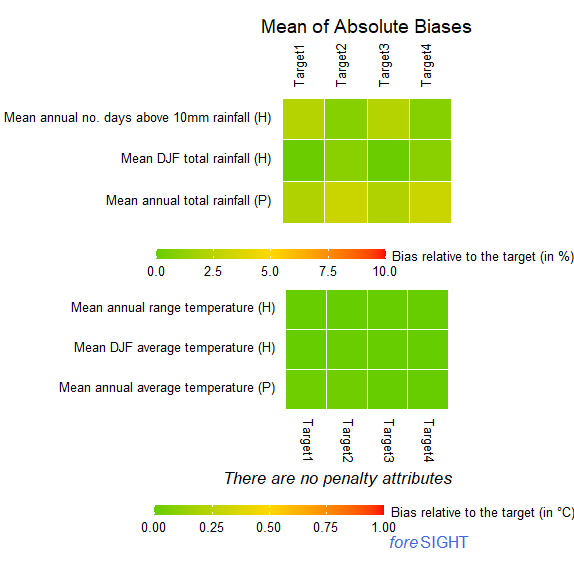 Mean of Absolute Biases
Target1 Target2 Target3 Target4
Mean annual no. days above 10mm rainfall (H)
Mean DJF total rainfall (H)
Mean annual total rainfall (P)
Bias relative to the target (in %)
0.0 2.5 5.0 7.5 10.0
Mean annual range temperature (H)
Mean DJF average temperature (H)
Mean annual average temperature (P)
Target1 Target2 Target3 Target4
There are no penalty attributes
Bias relative to the target (in °C)
0.00 0.25 0.50 0.75 1.00
foreSIGHT